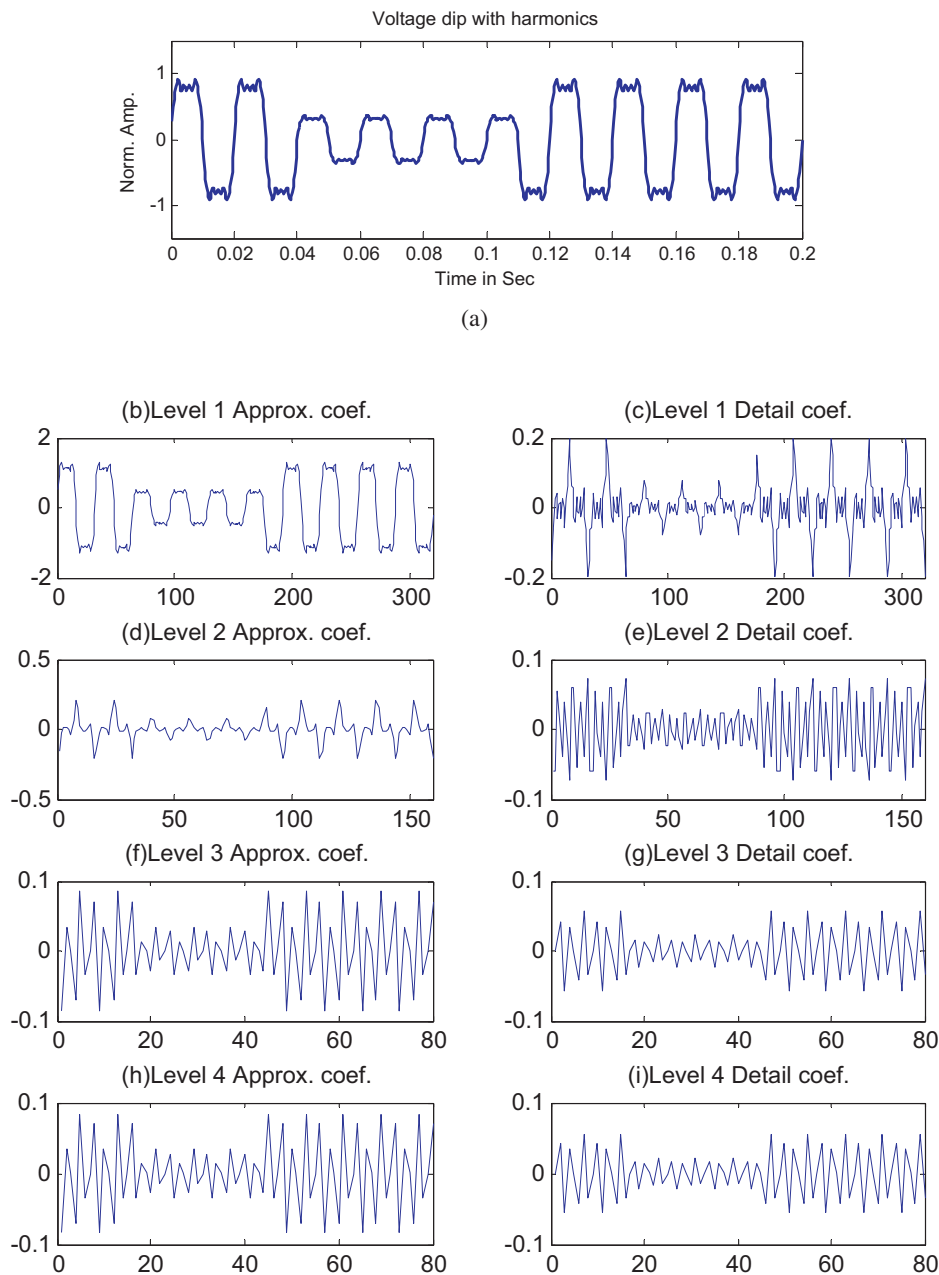 Voltage dip with harmonics
1
0
-1
Norm. Amp.
0 0.02 0.04 0.06 0.08 0.1 0.12 0.14 0.16 0.18 0.2
Time in Sec
(a)
(b)Level 1 Approx. coef.
2
0
-2
0 100 200 300
(c)Level 1 Detail coef.
0.2
0
-0.2
0 100 200 300
(d)Level 2 Approx. coef.
0.5
0
-0.5
0 50 100 150
(e)Level 2 Detail coef.
0.1
0
-0.1
0 50 100 150
(f)Level 3 Approx. coef.
0.1
0
-0.1
0 20 40 60 80
(g)Level 3 Detail coef.
0.1
0
-0.1
0 20 40 60 80
(h)Level 4 Approx. coef.
0.1
0
-0.1
0 20 40 60 80
(i)Level 4 Detail coef.
0.1
0
-0.1
0 20 40 60 80